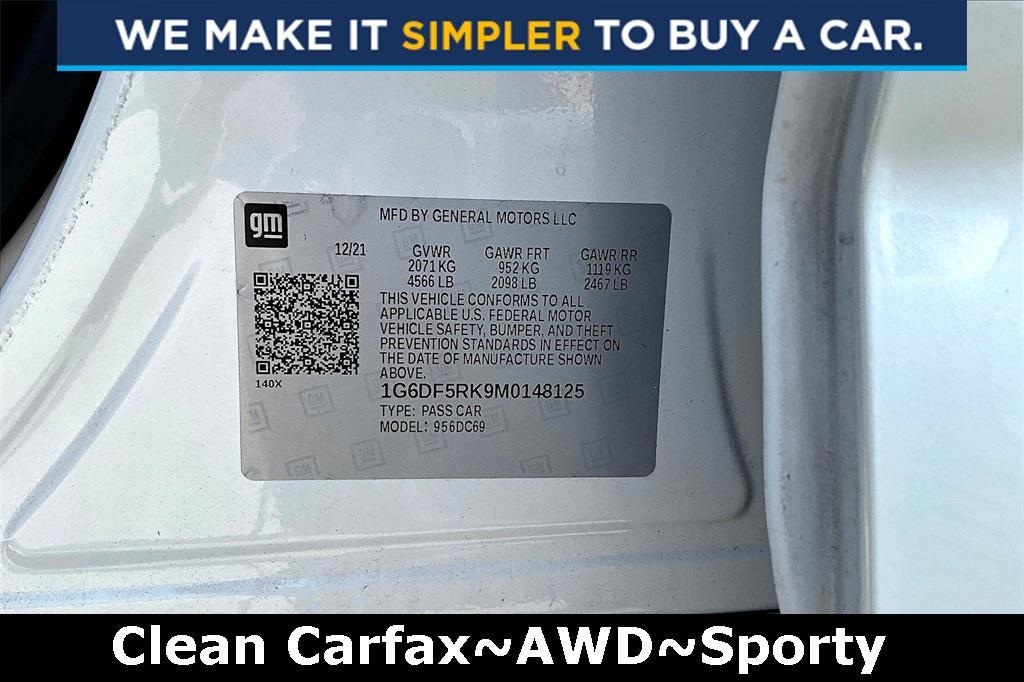 WE MAKE IT SIMPLER TO BUY A CAR.
gm
MFD BY GENERAL MOTORS LLC
12/21 GVWR GAWR FRT GAWR RR
2071 KG 952 KG 1119 KG
4566 LB 2098 LB 2467 LB
THIS VEHICLE CONFORMS TO ALL
APPLICABLE U.S. FEDERAL MOTOR
VEHICLE SAFETY, BUMPER, AND THEFT
PREVENTION STANDARDS IN EFFECT ON
THE DATE OF MANUFACTURE SHOWN
ABOVE.
140X
1G6DF5RK9M0148125
TYPE: PASS CAR
MODEL: 956DC69
Clean Carfax~AWD~Sporty